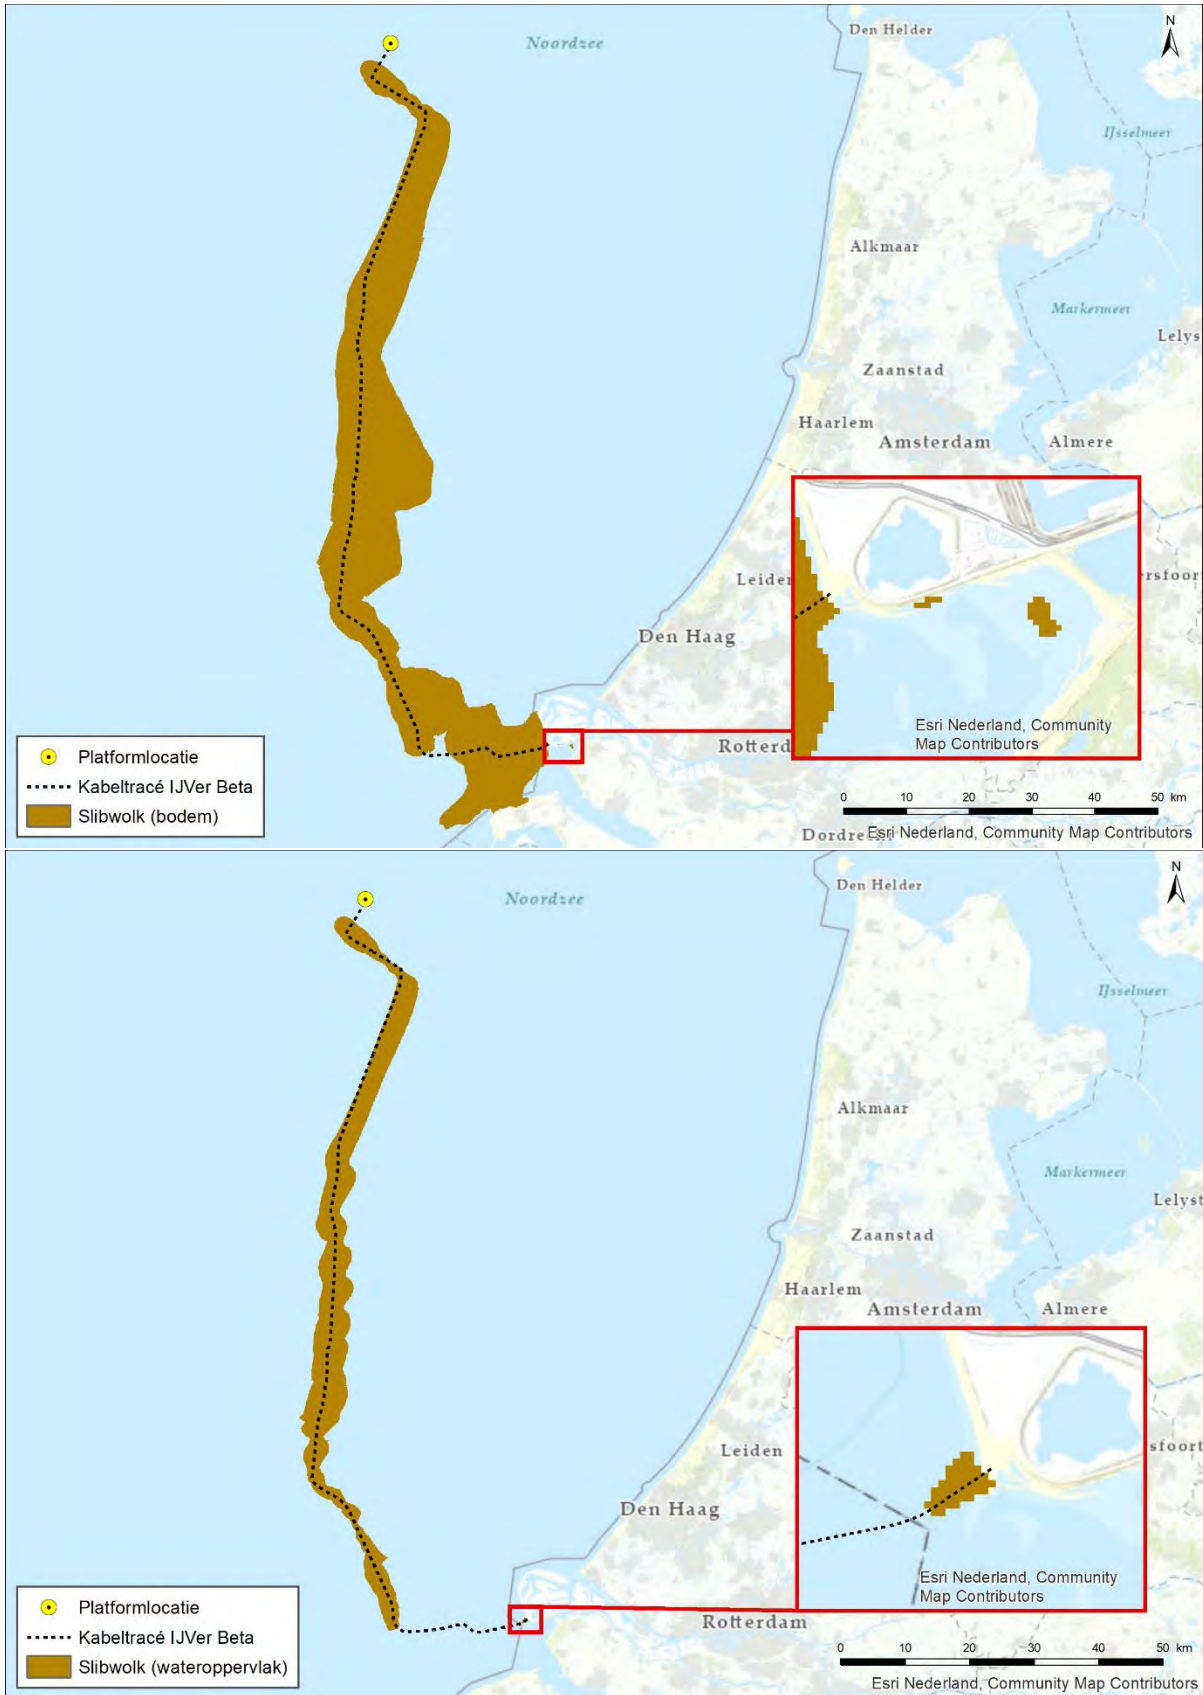 Noordzee
Den Helder
N
IJsselmeer
Alkmaar
Markermeer
Lelys
Zaanstad
Haarlem
Amsterdam
Almere
Leiden
ersfoort
Den Haag
Esri Nederland, Community
Map Contributors
Rotterd
Platformlocatie
Kabeltracé IJVer Beta
Slibwolk (bodem)
0 10 20 30 40 50 km
Dordre
Esri Nederland, Community Map Contributors
Noordzee
Den Helder
N
IJsselmeer
Alkmaar
Markermeer
Lelyst
Zaanstad
Haarlem
Amsterdam
Almere
Leiden
sfoort
Den Haag
Esri Nederland, Community
Map Contributors
Rotterdam
Platformlocatie
Kabeltracé IJVer Beta
Slibwolk (wateroppervlak)
0 10 20 30 40 50 km
Esri Nederland, Community Map Contributors